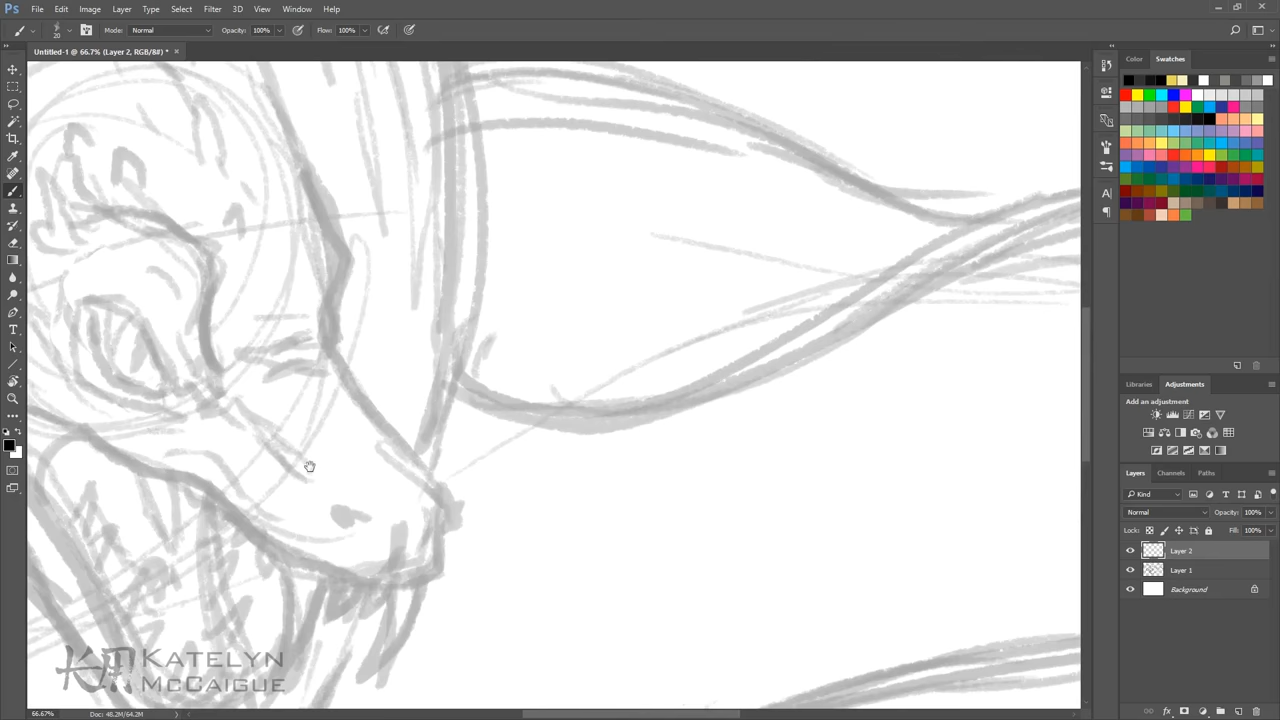 Ps File Edit Image Layer Type Select Filter 3D View Window Help
20 Mode: Normal Opacity: 100% Flow: 100%
Untitled-1 @ 66.7% (Layer 2, RGB/8#) * ×
Color Swatches
Libraries Adjustments
Add an adjustment
Layers Channels Paths
Kind
Normal Opacity: 100%
Lock: Fill: 100%
Layer 2
Layer 1
Background
KATELYN
MCCAIGUE
66.67% Doc: 48.2M/64.2M